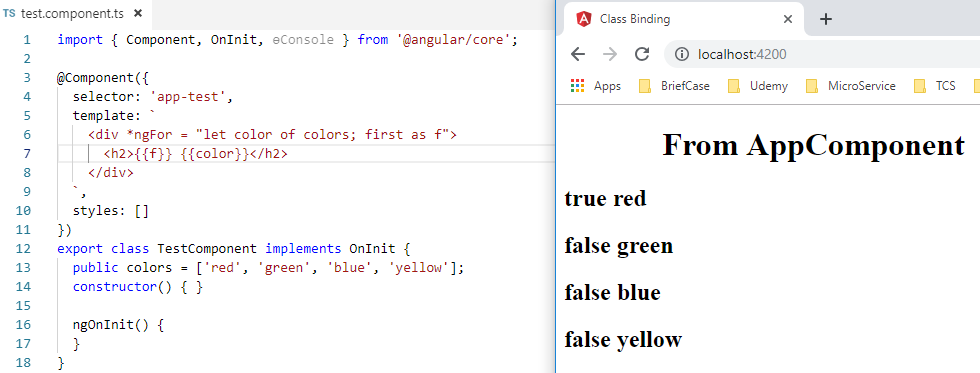 TS test.component.ts ×
1 import { Component, OnInit, ɵConsole } from '@angular/core';
2
3 @Component({
4   selector: 'app-test',
5   template: `
6     <div *ngFor = "let color of colors; first as f">
7       <h2>{{f}} {{color}}</h2>
8     </div>
9   `,
10   styles: []
11 })
12 export class TestComponent implements OnInit {
13   public colors = ['red', 'green', 'blue', 'yellow'];
14   constructor() { }
15
16   ngOnInit() {
17   }
18 }
Class Binding × +
localhost:4200
Apps BriefCase Udemy MicroService TCS
From AppComponent
true red
false green
false blue
false yellow